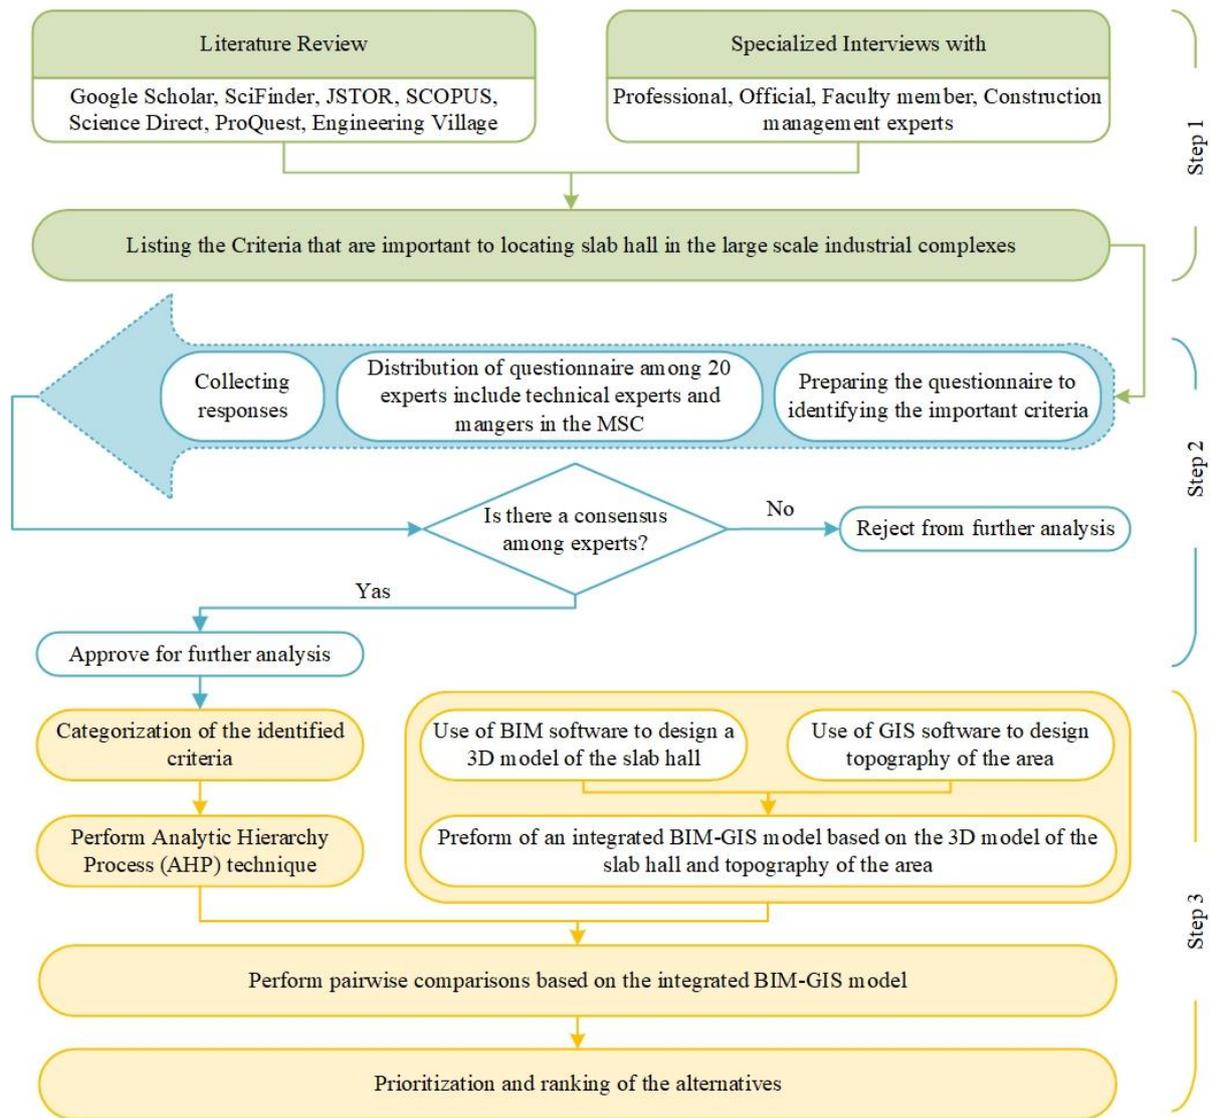 Literature Review
Google Scholar, SciFinder, JSTOR, SCOPUS,
Science Direct, ProQuest, Engineering Village
Specialized Interviews with
Professional, Official, Faculty member, Construction
management experts
Step 1
Listing the Criteria that are important to locating slab hall in the large scale industrial complexes
Collecting
responses
Distribution of questionnaire among 20
experts include technical experts and
mangers in the MSC
Preparing the questionnaire to
identifying the important criteria
Step 2
Is there a consensus
among experts?
No
Reject from further analysis
Yas
Approve for further analysis
Categorization of the identified
criteria
Use of BIM software to design a
3D model of the slab hall
Use of GIS software to design
topography of the area
Perform Analytic Hierarchy
Process (AHP) technique
Preform of an integrated BIM-GIS model based on the 3D model of the
slab hall and topography of the area
Step 3
Perform pairwise comparisons based on the integrated BIM-GIS model
Prioritization and ranking of the alternatives